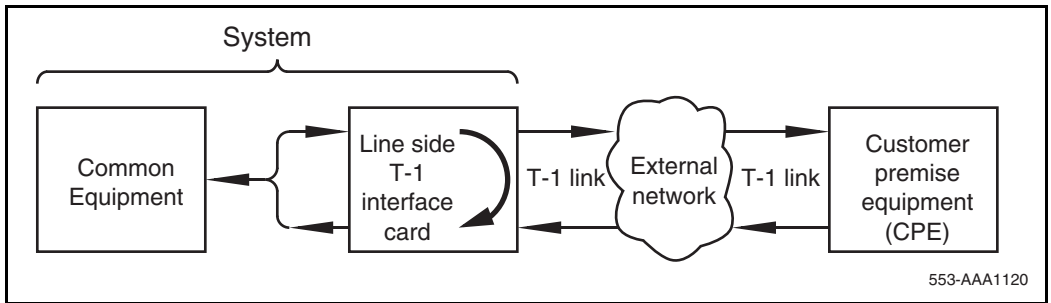 System
Common
Equipment
Line side
T-1
interface
card
T-1 link
External
network
T-1 link
Customer
premise
equipment
(CPE)
553-AAA1120